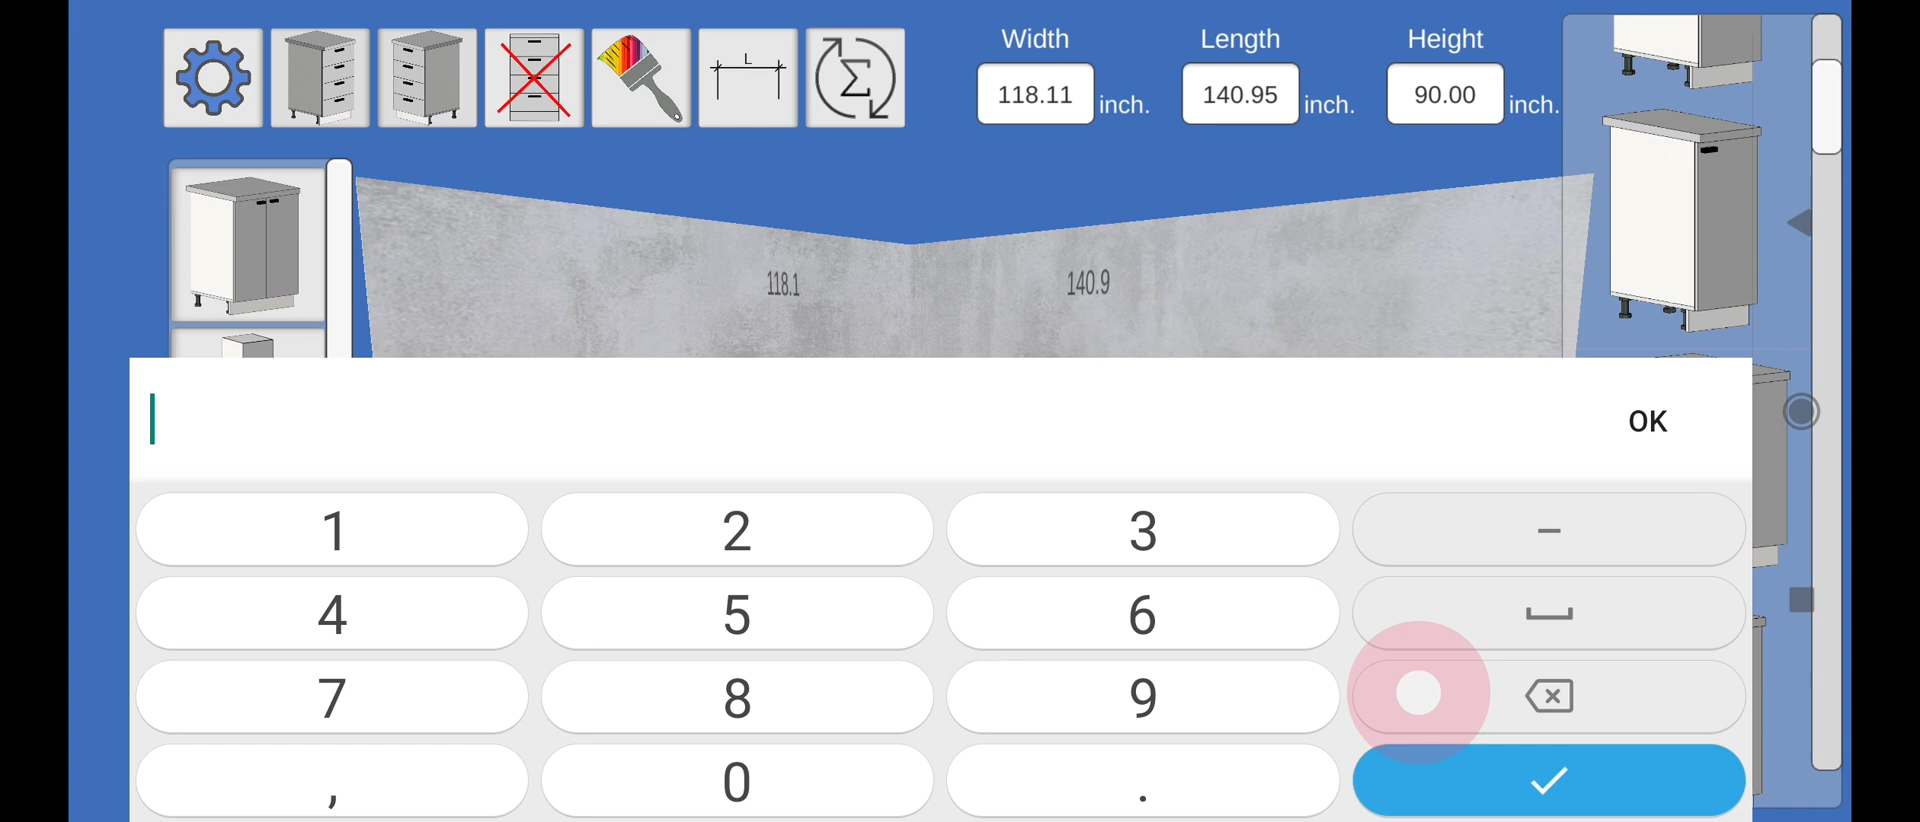 L
Σ
Width
Length
Height
118.11 inch.
140.95 inch.
90.00 inch.
118.1
140.9
OK
1 2 3 –
4 5 6
7 8 9
, 0 .